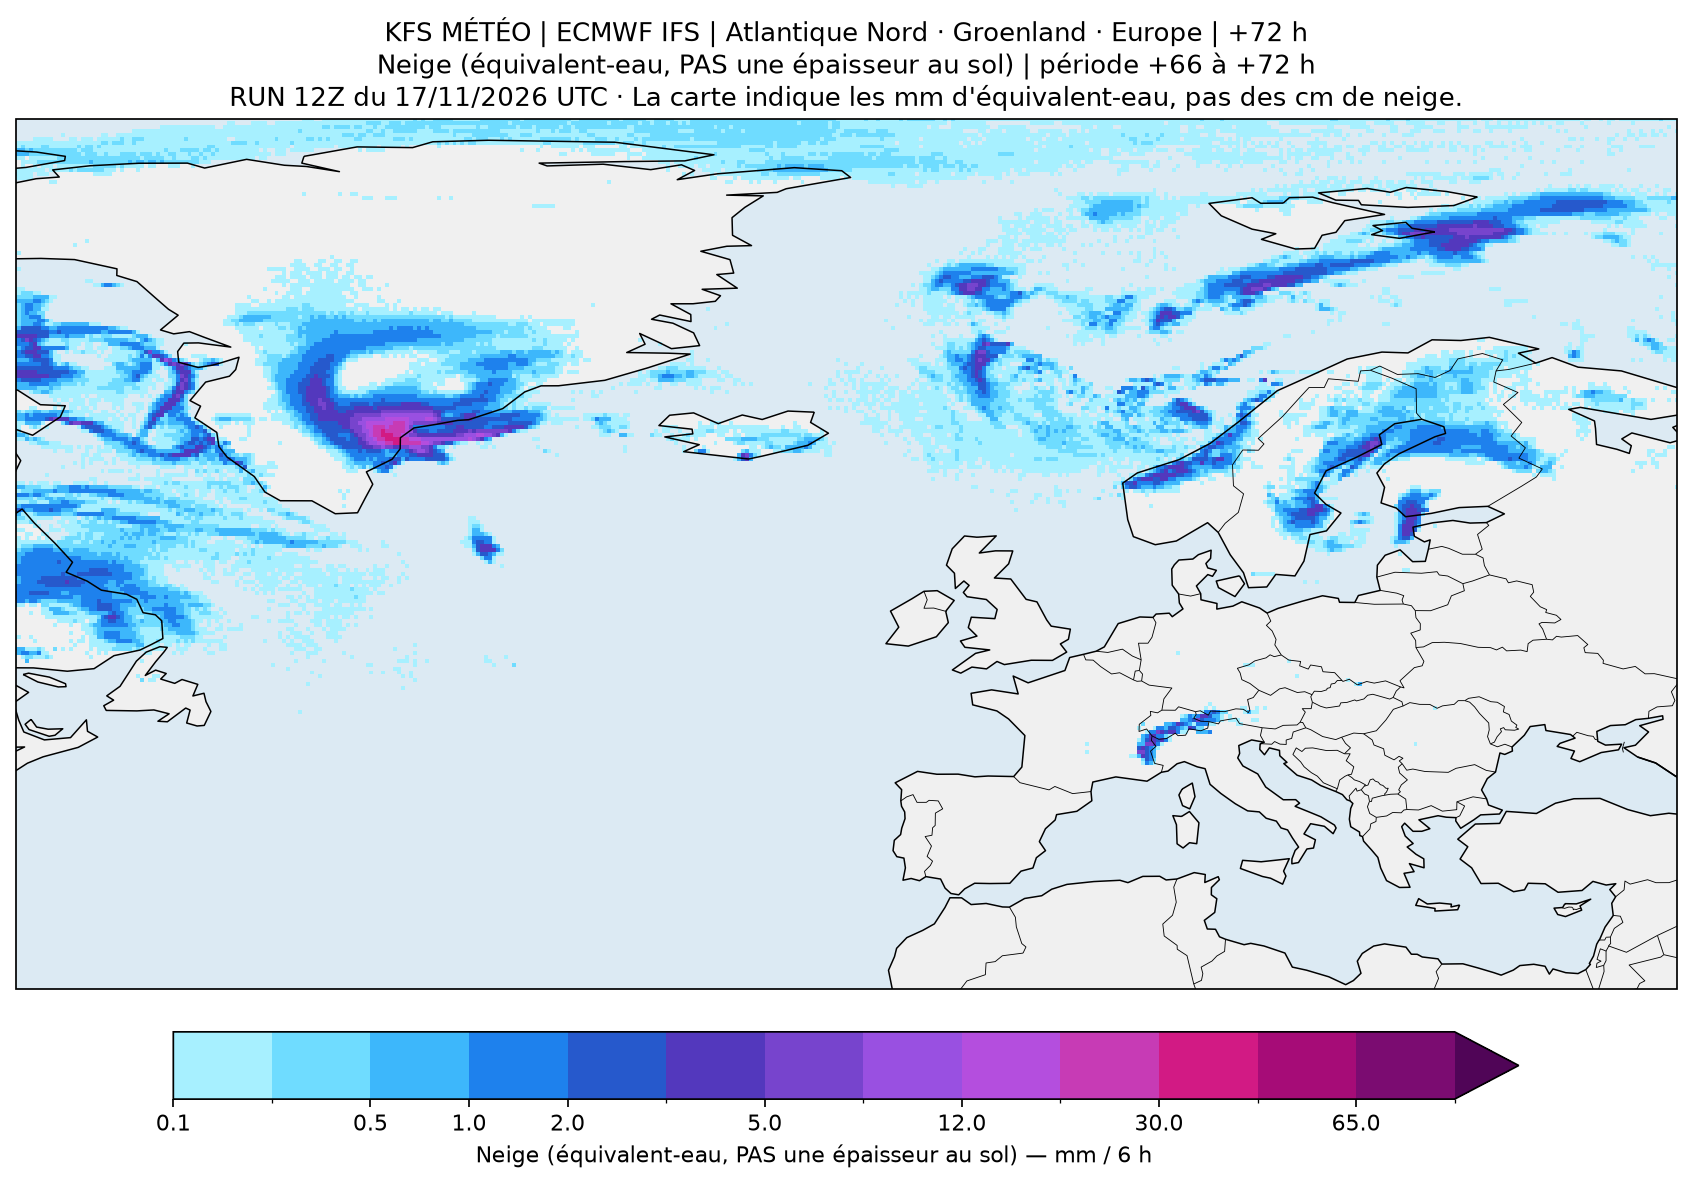 KFS MÉTÉO | ECMWF IFS | Atlantique Nord · Groenland · Europe | +72 h
Neige (équivalent-eau, PAS une épaisseur au sol) | période +66 à +72 h
RUN 12Z du 17/11/2026 UTC · La carte indique les mm d'équivalent-eau, pas des cm de neige.
0.1 0.5 1.0 2.0 5.0 12.0 30.0 65.0
Neige (équivalent-eau, PAS une épaisseur au sol) — mm / 6 h